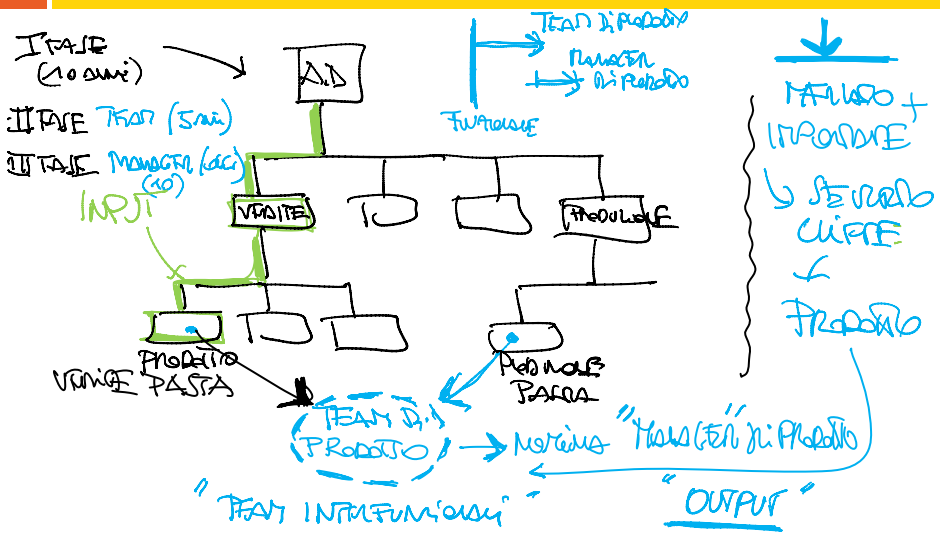 I FASE
(10 anni)
II FASE TEAM (5 anni)
III FASE MANAGER
(10)
INPUT
A.D
TEAM DI PRODOTTO
MANAGER
DI PRODOTTO
FUNZIONALE
VENDITE
PRODUZIONE
PRODOTTO
VENDITE PASTA
PRODUZIONE
PASTA
TEAM DI
PRODOTTO
NOMINA "MANAGER" DI PRODOTTO
"TEAM INTERFUNZIONALI"
"OUTPUT"
MERCATO +
IMPORTANTE
SERVIZIO
CLIENTE
PRODOTTO